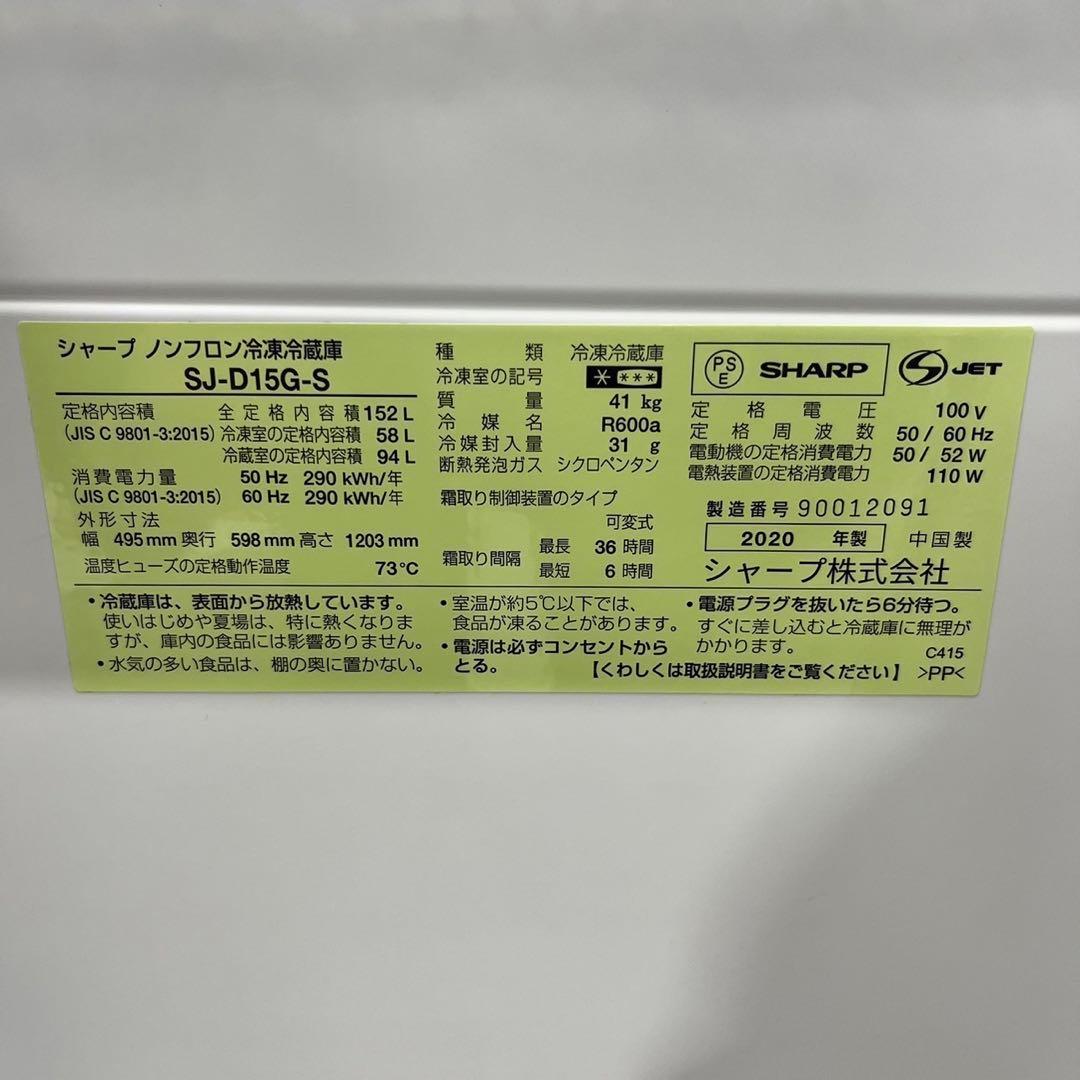 シャープ ノンフロン冷凍冷蔵庫
SJ-D15G-S
定格内容積 全定格内容積 152 L
(JIS C 9801-3:2015) 冷凍室の定格内容積 58 L
冷蔵室の定格内容積 94 L
消費電力量 50 Hz 290 kWh/年
(JIS C 9801-3:2015) 60 Hz 290 kWh/年
外形寸法
幅 495 mm 奥行 598 mm 高さ 1203 mm
温度ヒューズの定格動作温度 73℃
種類 冷凍冷蔵庫
冷凍室の記号 * ***
質量 41 kg
冷媒名 R600a
冷媒封入量 31 g
断熱発泡ガス シクロペンタン
霜取り制御装置のタイプ
可変式
霜取り間隔 最長 36 時間
最短 6 時間
PSE SHARP S JET
定格電圧 100 V
定格周波数 50 / 60 Hz
電動機の定格消費電力 50 / 52 W
電熱装置の定格消費電力 110 W
製造番号 90012091
2020 年製 中国製
シャープ株式会社
・冷蔵庫は、表面から放熱しています。
使いはじめや夏場は、特に熱くなりま
すが、庫内の食品には影響ありません。
・水気の多い食品は、棚の奥に置かない。
・室温が約5℃以下では、
食品が凍ることがあります。
・電源は必ずコンセントから
とる。
・電源プラグを抜いたら6分待つ。
すぐに差し込むと冷蔵庫に無理が
かかります。 C415
【くわしくは取扱説明書をご覧ください】 >PP<